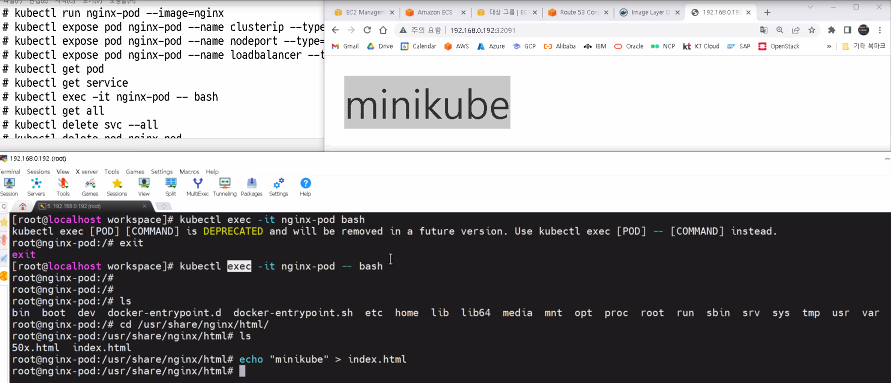 # kubectl run nginx-pod --image=nginx
# kubectl expose pod nginx-pod --name clusterip --type
# kubectl expose pod nginx-pod --name nodeport --type=
# kubectl expose pod nginx-pod --name loadbalancer --t
# kubectl get pod
# kubectl get service
# kubectl exec -it nginx-pod -- bash
# kubectl get all
# kubectl delete svc --all
# kubectl delete pod nginx-pod
EC2 Manager
Amazon ECS
대상 그룹 | EC
Route 53 Con
Image Layer D
192.168.0.19
주의 요함 | 192.168.0.192:32091
Gmail
Drive
Calendar
AWS
Azure
GCP
Alibaba
IBM
Oracle
NCP
KT Cloud
SAP
OpenStack
»
기타 북마크
minikube
192.168.0.192 (root)
Terminal Sessions View X server Tools Games Settings Macros Help
Session Servers Tools Games Sessions View Split MultiExec Tunneling Packages Settings Help
5. 192.168.0.192 (root)
[root@localhost workspace]# kubectl exec -it nginx-pod bash
kubectl exec [POD] [COMMAND] is DEPRECATED and will be removed in a future version. Use kubectl exec [POD] -- [COMMAND] instead.
root@nginx-pod:/# exit
exit
[root@localhost workspace]# kubectl exec -it nginx-pod -- bash
root@nginx-pod:/#
root@nginx-pod:/#
root@nginx-pod:/# ls
bin boot dev docker-entrypoint.d docker-entrypoint.sh etc home lib lib64 media mnt opt proc root run sbin srv sys tmp usr var
root@nginx-pod:/# cd /usr/share/nginx/html/
root@nginx-pod:/usr/share/nginx/html# ls
50x.html index.html
root@nginx-pod:/usr/share/nginx/html# echo "minikube" > index.html
root@nginx-pod:/usr/share/nginx/html#